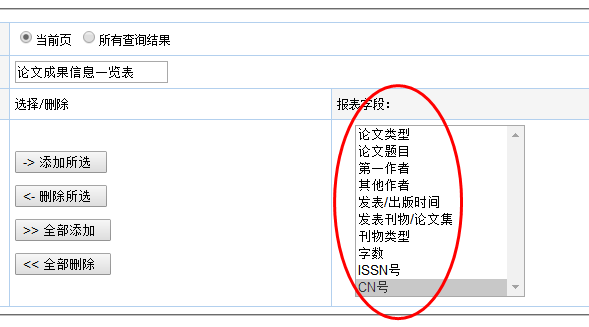 当前页 所有查询结果
论文成果信息一览表
选择/删除 报表字段：
-> 添加所选
<- 删除所选
>> 全部添加
<< 全部删除
论文类型
论文题目
第一作者
其他作者
发表/出版时间
发表刊物/论文集
刊物类型
字数
ISSN号
CN号